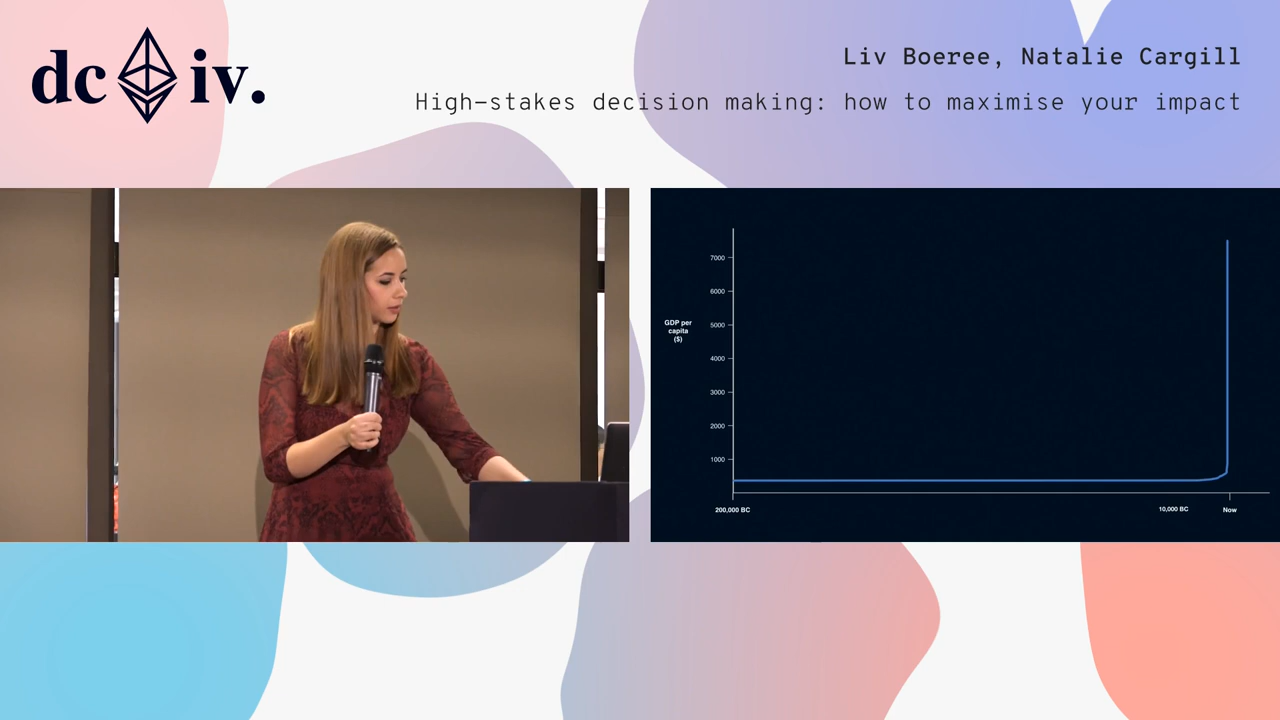 dc iv.
Liv Boeree, Natalie Cargill
High-stakes decision making: how to maximise your impact
7000
6000
5000
GDP per
capita
($)
4000
3000
2000
1000
200,000 BC
10,000 BC
Now